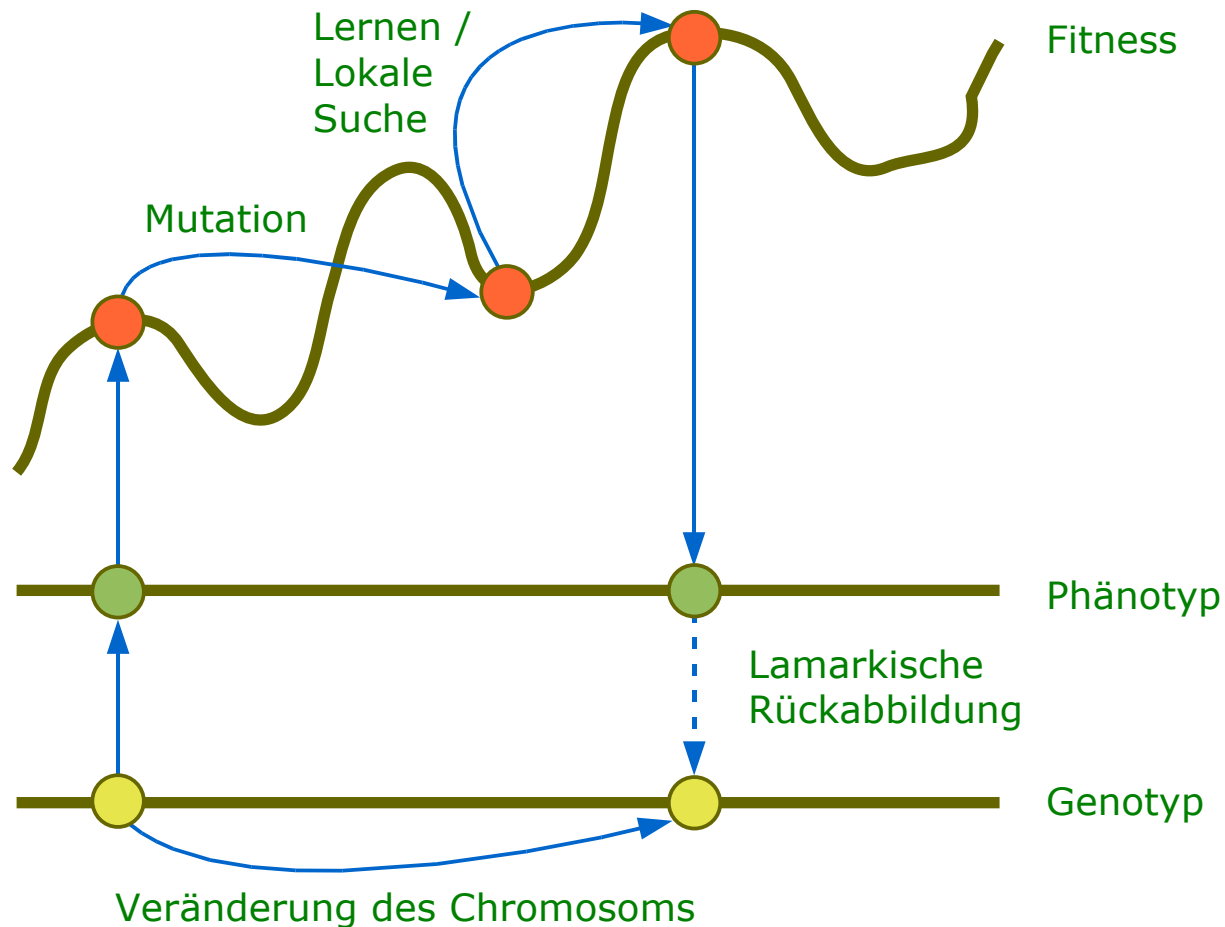 Lernen /
Lokale
Suche
Fitness
Mutation
Phänotyp
Lamarkische
Rückabbildung
Genotyp
Veränderung des Chromosoms